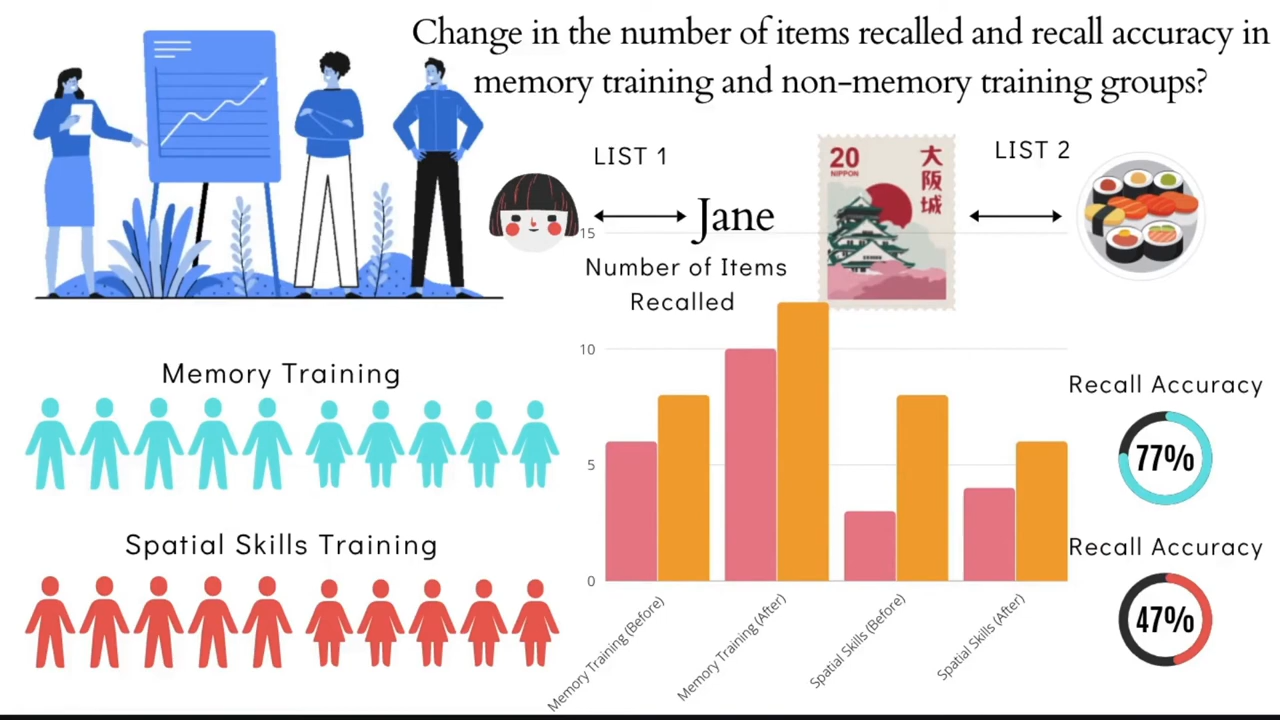 Change in the number of items recalled and recall accuracy in
memory training and non-memory training groups?
LIST 1
Jane
20
NIPPON
大
阪
城
LIST 2
Number of Items
Recalled
15
10
5
0
Memory Training (Before)
Memory Training (After)
Spatial Skills (Before)
Spatial Skills (After)
Memory Training
Spatial Skills Training
Recall Accuracy
77%
Recall Accuracy
47%